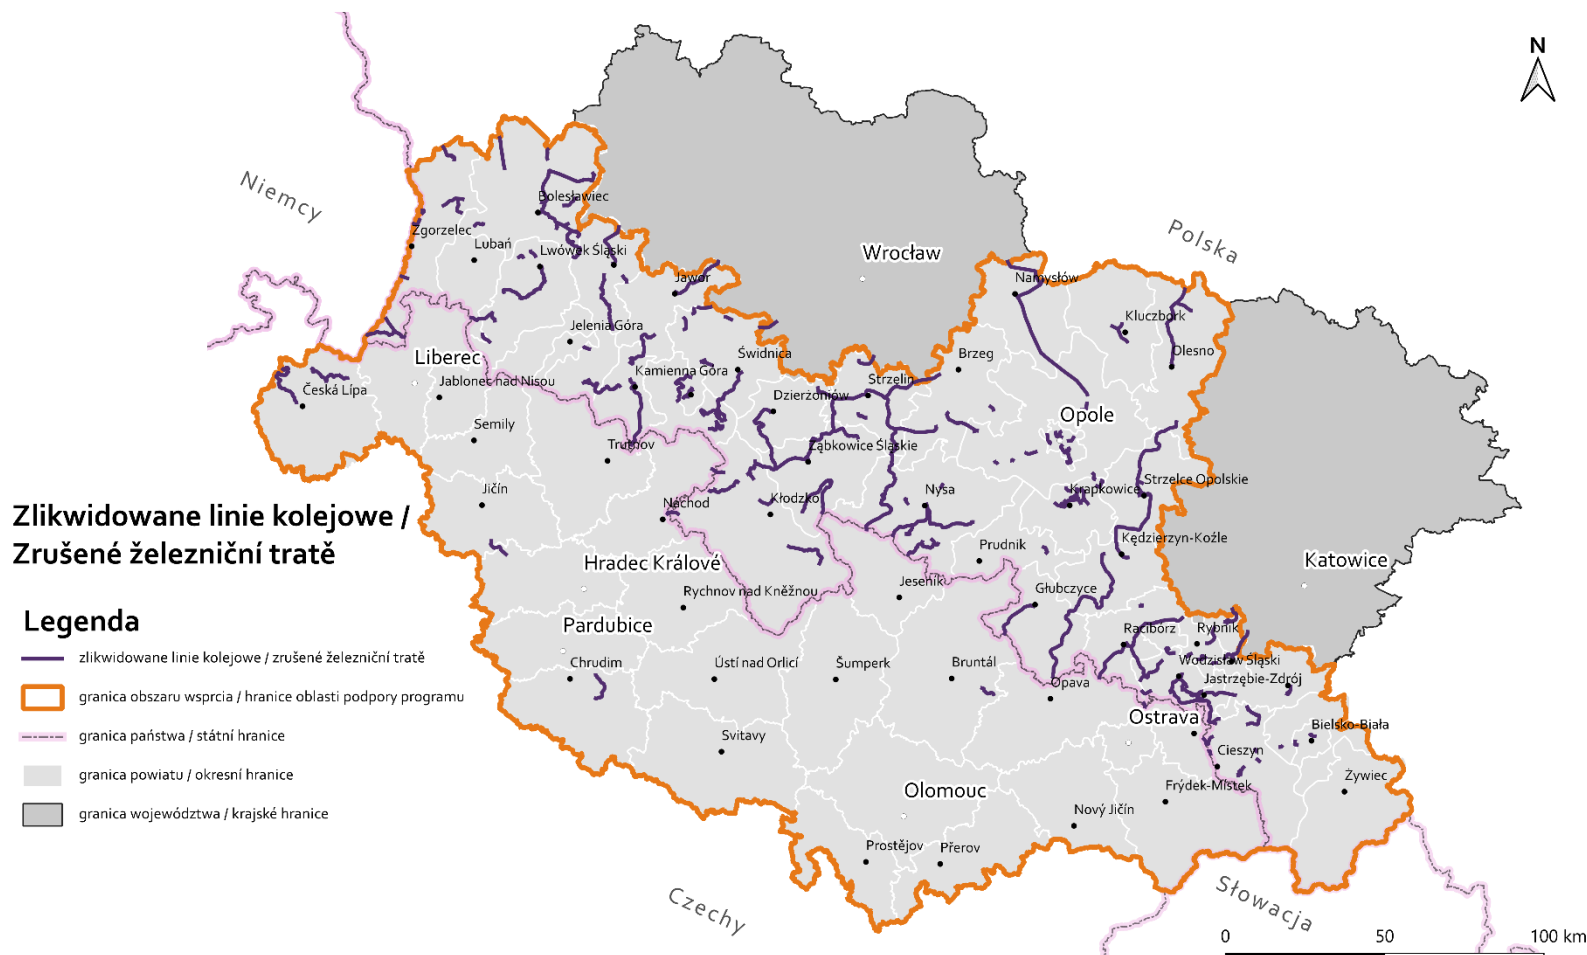 N
Niemcy
Polska
Wrocław
Bolesławiec
Zgorzelec
Lubań
Lwówek Śląski
Jawor
Namysłów
Kluczbork
Jelenia Góra
Świdnica
Brzeg
Olesno
Liberec
Kamienna Góra
Strzelin
Česká Lípa
Jablonec nad Nisou
Dzierżoniów
Opole
Semily
Trutnov
Ząbkowice Śląskie
Jičín
Náchod
Kłodzko
Nysa
Krapkowice
Strzelce Opolskie
Zlikwidowane linie kolejowe /
Zrušené železniční tratě
Hradec Králové
Prudnik
Kędzierzyn-Koźle
Katowice
Rychnov nad Kněžnou
Jeseník
Głubczyce
Pardubice
Racibórz
Rybnik
Chrudim
Ústí nad Orlicí
Šumperk
Bruntál
Wodzisław Śląski
Jastrzębie-Zdrój
Opava
Ostrava
Svitavy
Bielsko-Biała
Cieszyn
Olomouc
Frýdek-Místek
Żywiec
Nový Jičín
Prostějov
Přerov
Czechy
Słowacja
Legenda
zlikwidowane linie kolejowe / zrušené železniční tratě
granica obszaru wsprcia / hranice oblasti podpory programu
granica państwa / státní hranice
granica powiatu / okresní hranice
granica województwa / krajské hranice
0 50 100 km